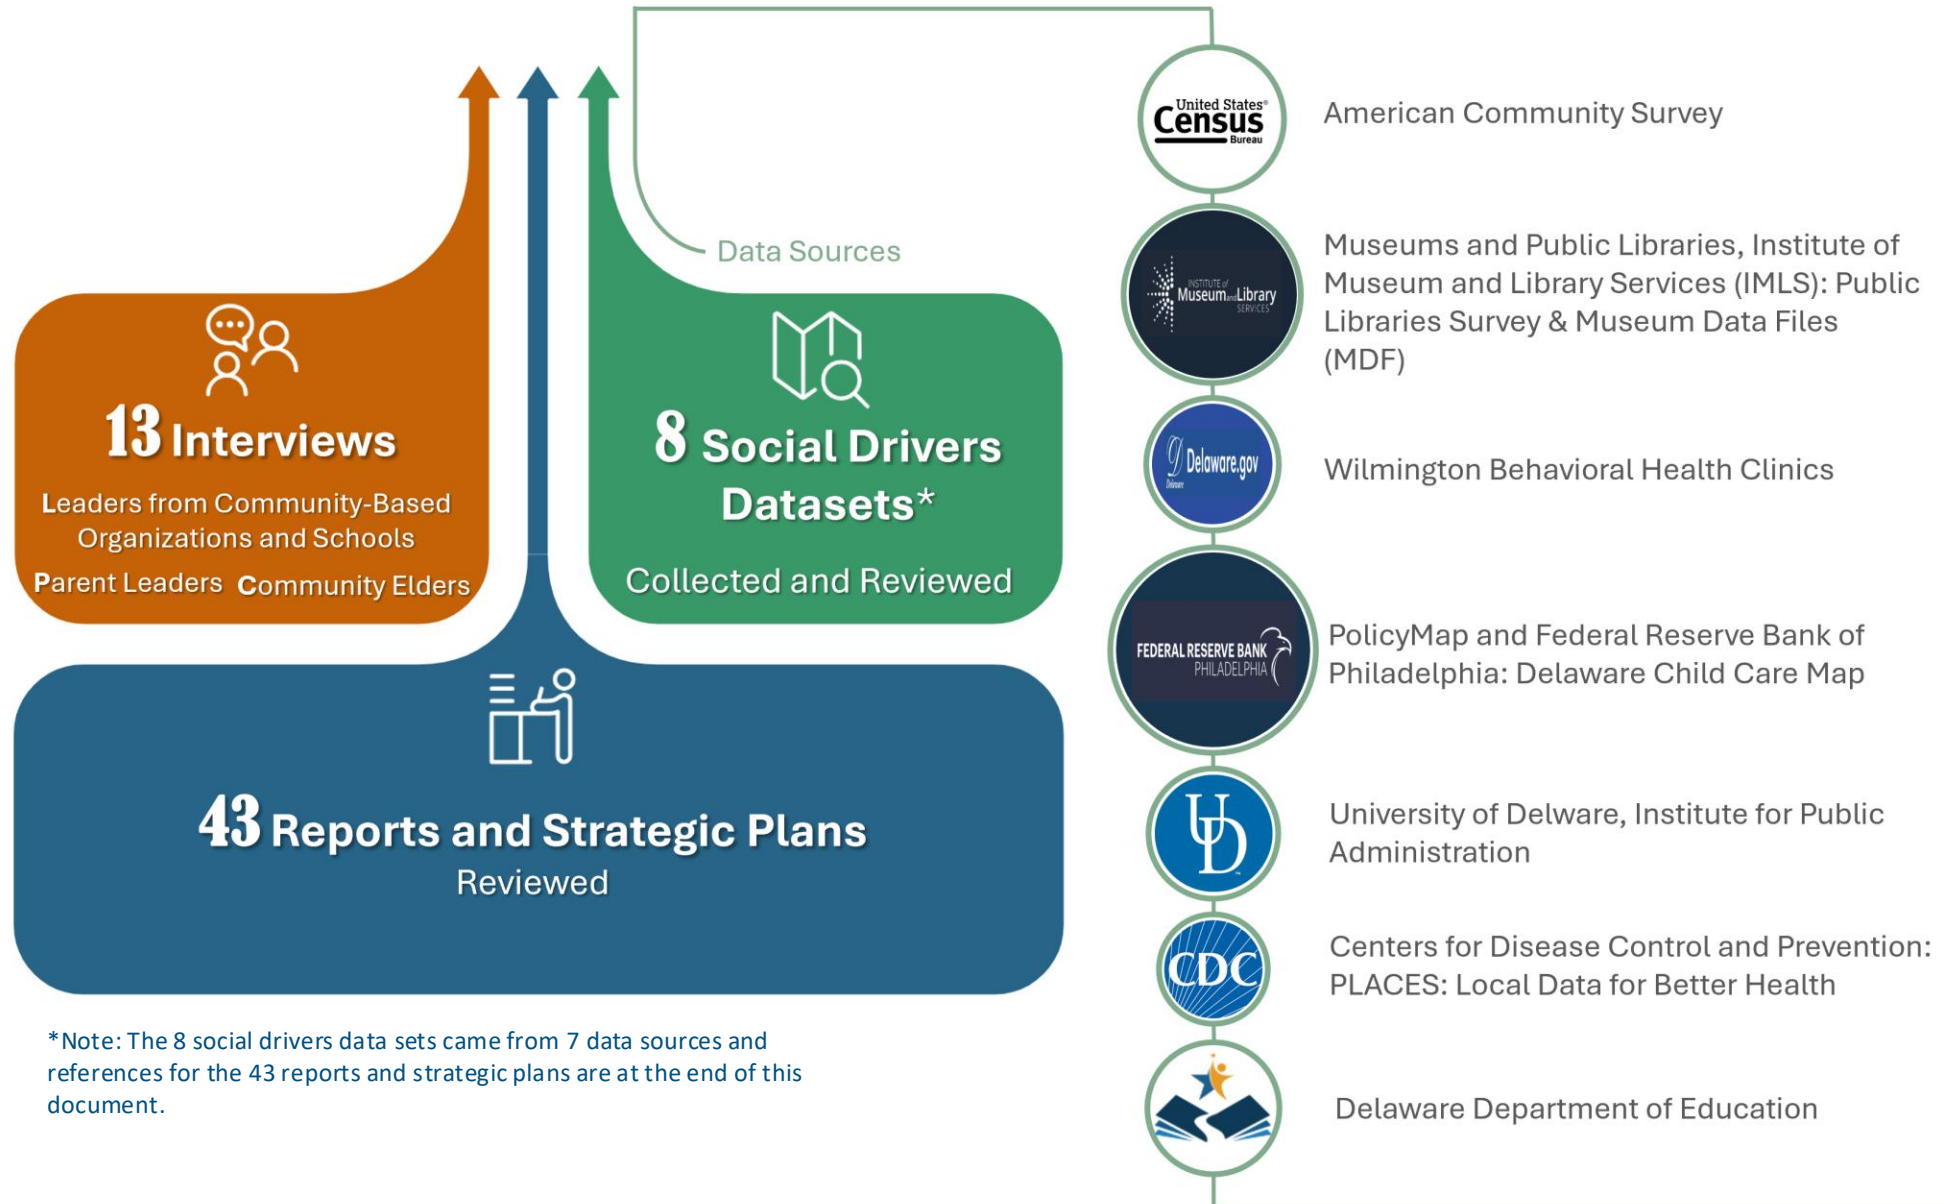 Data Sources
13 Interviews
Leaders from Community-Based
Organizations and Schools
Parent Leaders Community Elders
8 Social Drivers
Datasets*
Collected and Reviewed
43 Reports and Strategic Plans
Reviewed
*Note: The 8 social drivers data sets came from 7 data sources and
references for the 43 reports and strategic plans are at the end of this
document.
United States®
Census
Bureau
American Community Survey
INSTITUTE of
Museum and Library
SERVICES
Museums and Public Libraries, Institute of
Museum and Library Services (IMLS): Public
Libraries Survey & Museum Data Files
(MDF)
Delaware.gov
Delaware
Wilmington Behavioral Health Clinics
FEDERAL RESERVE BANK
PHILADELPHIA
PolicyMap and Federal Reserve Bank of
Philadelphia: Delaware Child Care Map
UD
University of Delware, Institute for Public
Administration
CDC
Centers for Disease Control and Prevention:
PLACES: Local Data for Better Health
Delaware Department of Education